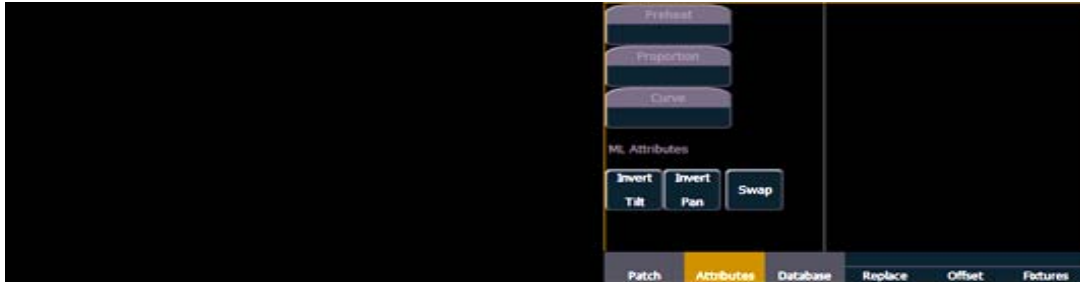 Preheat
Proportion
Curve
ML Attributes
Invert Tilt
Invert Pan
Swap
Patch Attributes Database Replace Offset Fixtures